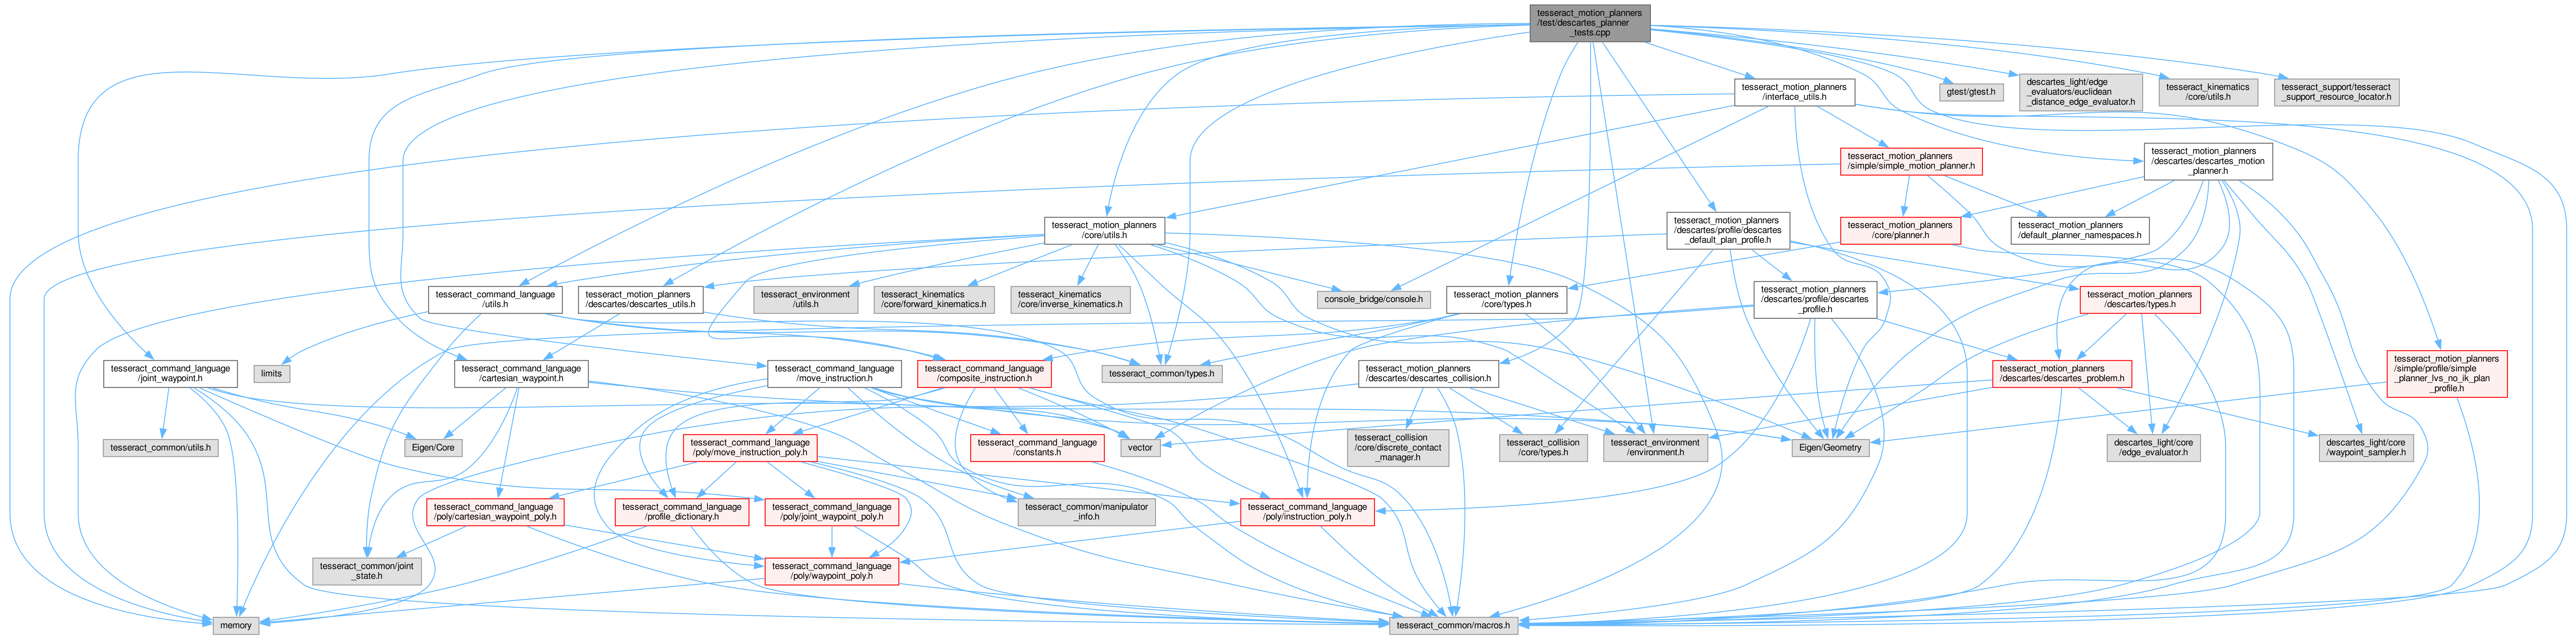 tesseract_motion_planners
/test/descartes_planner
_tests.cpp
tesseract_motion_planners
/interface_utils.h
gtest/gtest.h
descartes_light/edge
_evaluators/euclidean
_distance_edge_evaluator.h
tesseract_kinematics
/core/utils.h
tesseract_support/tesseract
_support_resource_locator.h
tesseract_motion_planners
/simple/simple_motion_planner.h
tesseract_motion_planners
/descartes/descartes_motion
_planner.h
tesseract_motion_planners
/core/utils.h
tesseract_motion_planners
/descartes/profile/descartes
_default_plan_profile.h
tesseract_motion_planners
/core/planner.h
tesseract_motion_planners
/default_planner_namespaces.h
tesseract_command_language
/utils.h
tesseract_motion_planners
/descartes/descartes_utils.h
tesseract_environment
/utils.h
tesseract_kinematics
/core/forward_kinematics.h
tesseract_kinematics
/core/inverse_kinematics.h
console_bridge/console.h
tesseract_motion_planners
/core/types.h
tesseract_motion_planners
/descartes/profile/descartes
_profile.h
tesseract_motion_planners
/descartes/types.h
tesseract_command_language
/joint_waypoint.h
limits
tesseract_command_language
/cartesian_waypoint.h
tesseract_command_language
/move_instruction.h
tesseract_command_language
/composite_instruction.h
tesseract_common/types.h
tesseract_motion_planners
/descartes/descartes_collision.h
tesseract_motion_planners
/descartes/descartes_problem.h
tesseract_motion_planners
/simple/profile/simple
_planner_lvs_no_ik_plan
_profile.h
tesseract_common/utils.h
Eigen/Core
tesseract_command_language
/poly/move_instruction_poly.h
tesseract_command_language
/constants.h
vector
tesseract_collision
/core/discrete_contact
_manager.h
tesseract_collision
/core/types.h
tesseract_environment
/environment.h
Eigen/Geometry
descartes_light/core
/edge_evaluator.h
descartes_light/core
/waypoint_sampler.h
tesseract_command_language
/poly/cartesian_waypoint_poly.h
tesseract_command_language
/profile_dictionary.h
tesseract_command_language
/poly/joint_waypoint_poly.h
tesseract_common/manipulator
_info.h
tesseract_command_language
/poly/instruction_poly.h
tesseract_common/joint
_state.h
tesseract_command_language
/poly/waypoint_poly.h
memory
tesseract_common/macros.h